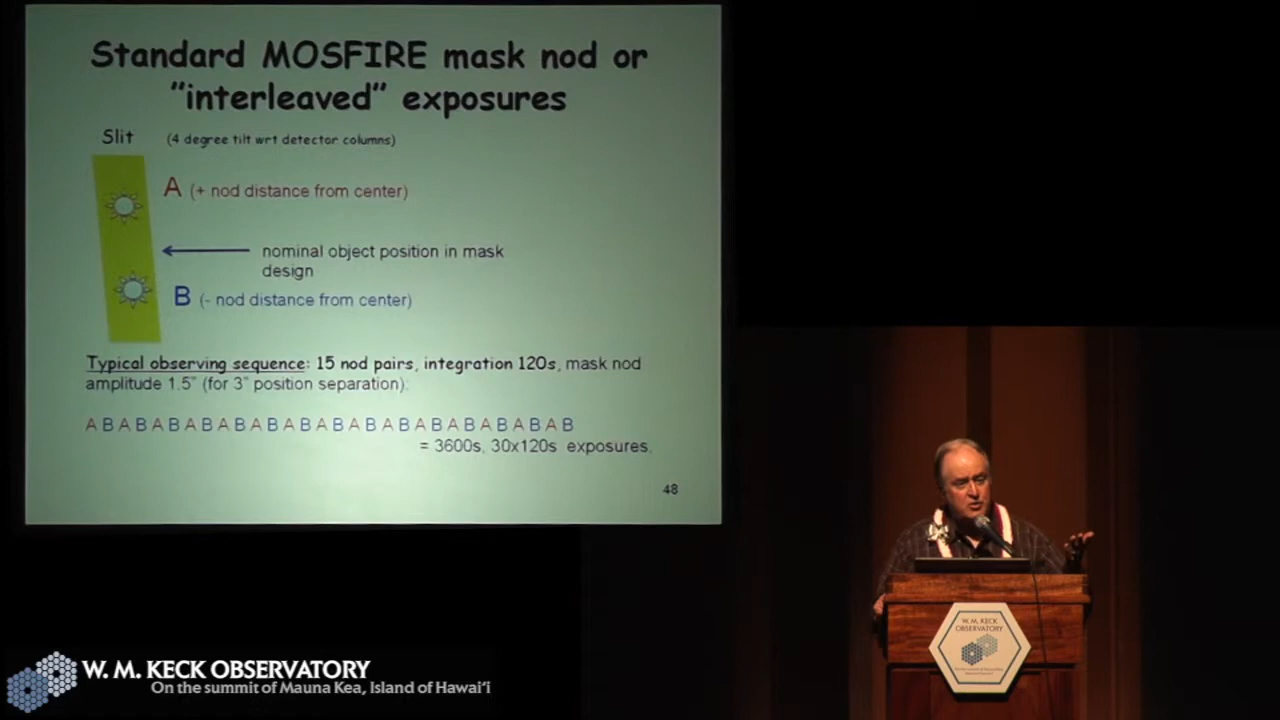 Standard MOSFIRE mask nod or
"interleaved" exposures
Slit (4 degree tilt wrt detector columns)
A (+ nod distance from center)
nominal object position in mask
design
B (- nod distance from center)
Typical observing sequence: 15 nod pairs, integration 120s, mask nod
amplitude 1.5" (for 3" position separation):
A B A B A B A B A B A B A B A B A B A B A B A B A B A B A B
= 3600s, 30x120s exposures.
48
W. M. KECK
OBSERVATORY
W. M. KECK OBSERVATORY
On the summit of Mauna Kea, Island of Hawai‘i